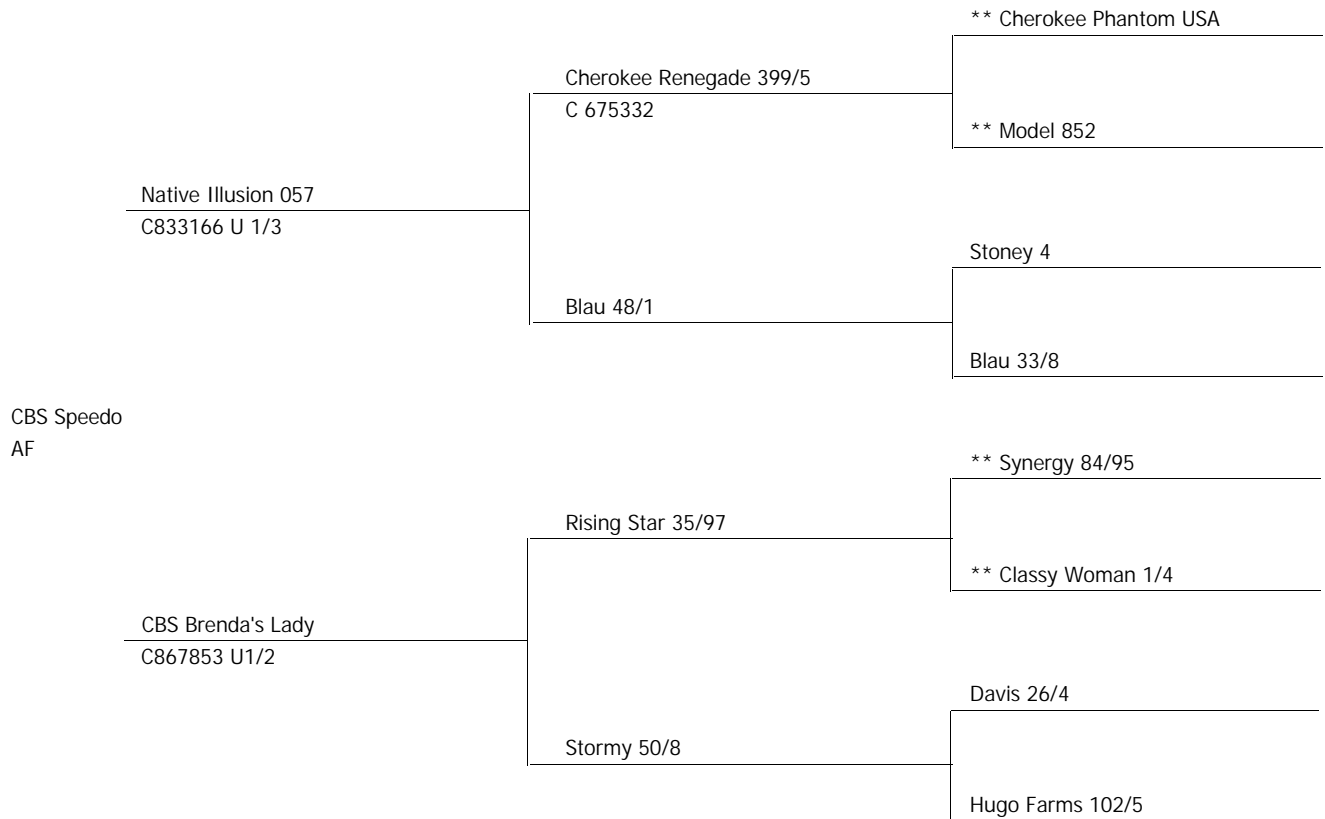 ** Cherokee Phantom USA
Cherokee Renegade 399/5
C 675332
** Model 852
Native Illusion 057
C833166 U 1/3
Stoney 4
Blau 48/1
Blau 33/8
CBS Speedo
AF
** Synergy 84/95
Rising Star 35/97
** Classy Woman 1/4
CBS Brenda's Lady
C867853 U1/2
Davis 26/4
Stormy 50/8
Hugo Farms 102/5